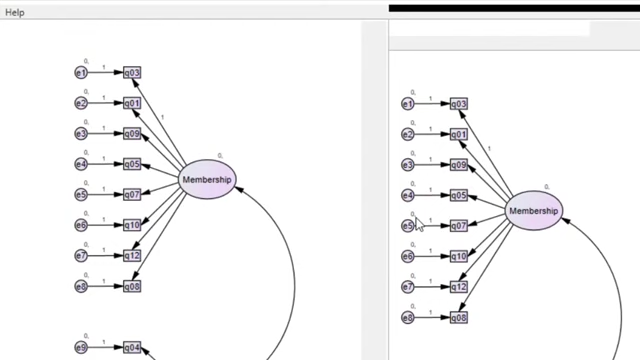 Help
0,
e1 1 q03
0,
e2 1 q01
1
0,
e3 1 q09
0,
0,
e4 1 q05
Membership
0,
e5 1 q07
0,
e6 1 q10
0,
e7 1 q12
0,
e8 1 q08
0,
e9 1 q04
0,
e1 1 q03
0,
e2 1 q01
1
0,
e3 1 q09
0,
0,
e4 1 q05
Membership
0,
e5 1 q07
0,
e6 1 q10
0,
e7 1 q12
0,
e8 1 q08